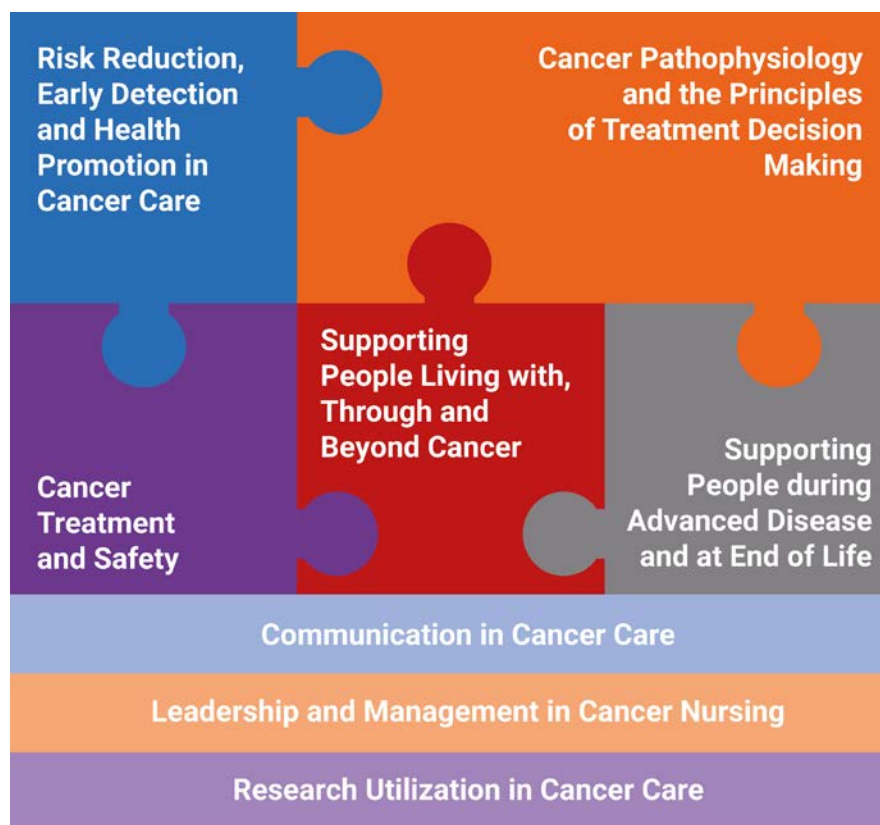 Risk Reduction,
Early Detection
and Health
Promotion in
Cancer Care
Cancer Pathophysiology
and the Principles
of Treatment Decision
Making
Cancer
Treatment
and Safety
Supporting
People Living with,
Through and
Beyond Cancer
Supporting
People during
Advanced Disease
and at End of Life
Communication in Cancer Care
Leadership and Management in Cancer Nursing
Research Utilization in Cancer Care